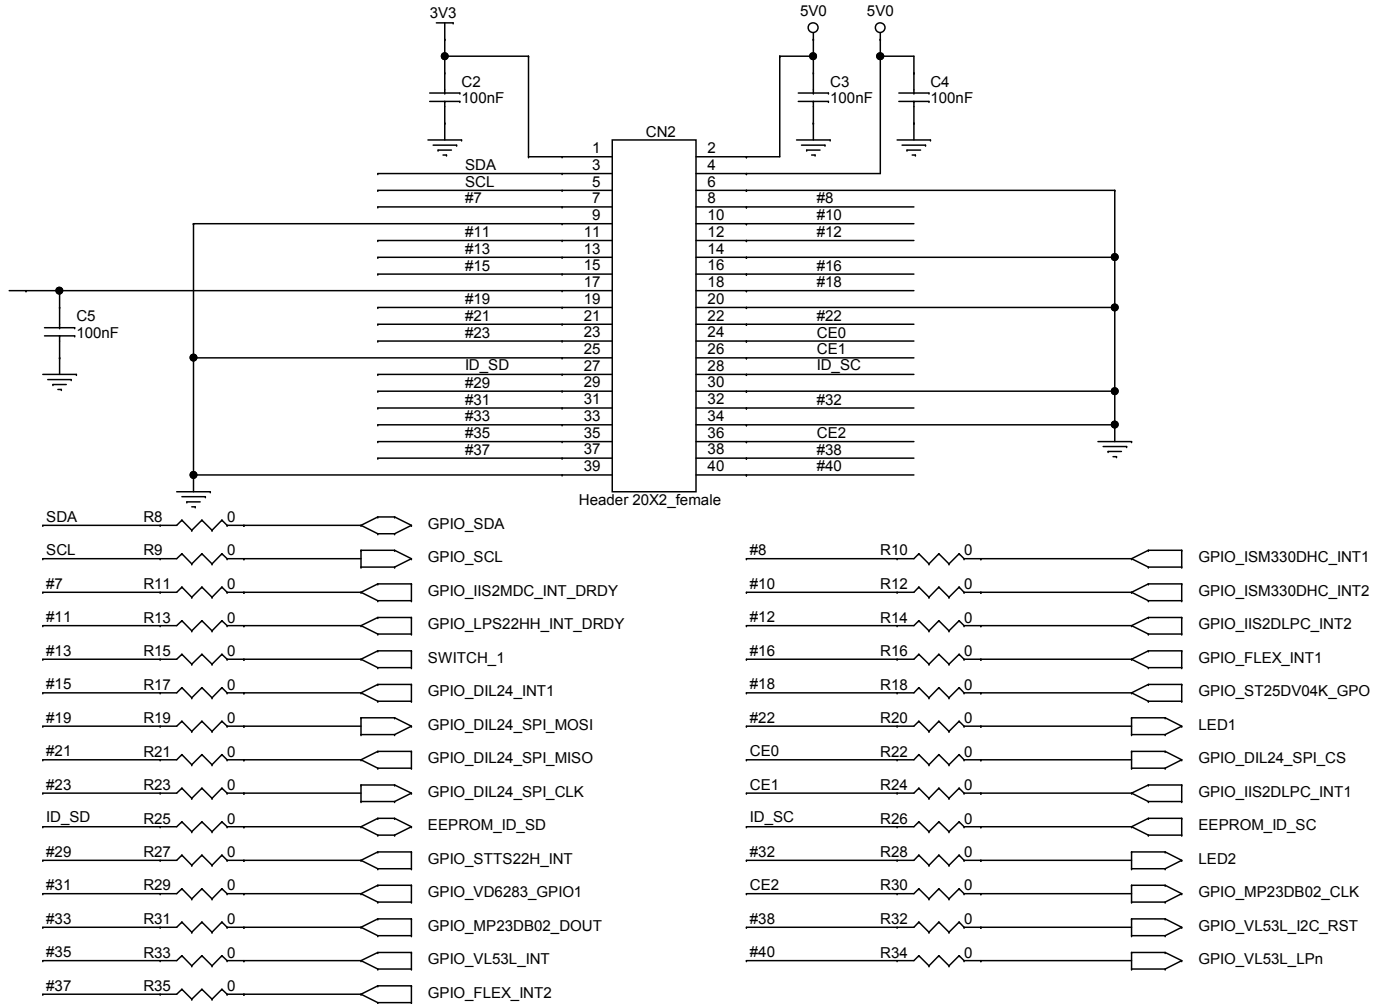 3V3 5V0 5V0
C2 C3 C4
100nF 100nF 100nF
CN2
1 2
SDA 3 4
SCL 5 6
#7 7 8 #8
9 10 #10
#11 11 12 #12
#13 13 14
#15 15 16 #16
17 18 #18
#19 19 20
C5
100nF
#21 21 22 #22
#23 23 24 CE0
25 26 CE1
ID_SD 27 28 ID_SC
#29 29 30
#31 31 32 #32
#33 33 34
#35 35 36 CE2
#37 37 38 #38
39 40 #40
Header 20X2_female
SDA R8 0 GPIO_SDA
SCL R9 0 GPIO_SCL
#7 R11 0 GPIO_IIS2MDC_INT_DRDY
#11 R13 0 GPIO_LPS22HH_INT_DRDY
#13 R15 0 SWITCH_1
#15 R17 0 GPIO_DIL24_INT1
#19 R19 0 GPIO_DIL24_SPI_MOSI
#21 R21 0 GPIO_DIL24_SPI_MISO
#23 R23 0 GPIO_DIL24_SPI_CLK
ID_SD R25 0 EEPROM_ID_SD
#29 R27 0 GPIO_STTS22H_INT
#31 R29 0 GPIO_VD6283_GPIO1
#33 R31 0 GPIO_MP23DB02_DOUT
#35 R33 0 GPIO_VL53L_INT
#37 R35 0 GPIO_FLEX_INT2
#8 R10 0 GPIO_ISM330DHC_INT1
#10 R12 0 GPIO_ISM330DHC_INT2
#12 R14 0 GPIO_IIS2DLPC_INT2
#16 R16 0 GPIO_FLEX_INT1
#18 R18 0 GPIO_ST25DV04K_GPO
#22 R20 0 LED1
CE0 R22 0 GPIO_DIL24_SPI_CS
CE1 R24 0 GPIO_IIS2DLPC_INT1
ID_SC R26 0 EEPROM_ID_SC
#32 R28 0 LED2
CE2 R30 0 GPIO_MP23DB02_CLK
#38 R32 0 GPIO_VL53L_I2C_RST
#40 R34 0 GPIO_VL53L_LPn